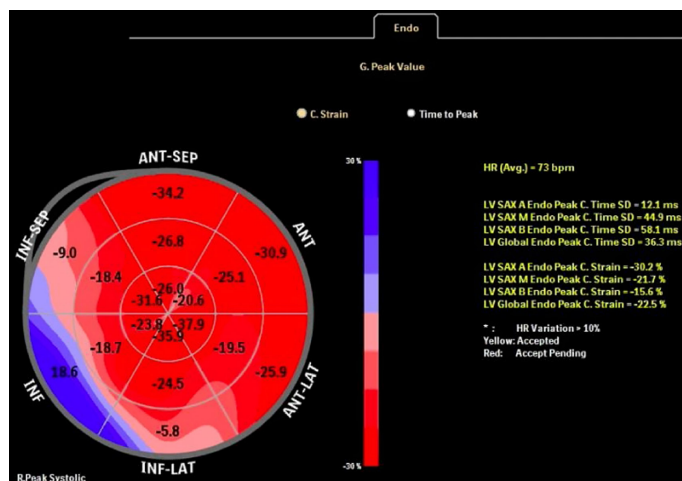 Endo
G. Peak Value
C. Strain
Time to Peak
ANT-SEP
30 %
HR (Avg.) = 73 bpm
-34.2
LV SAX A Endo Peak C. Time SD = 12.1 ms
LV SAX M Endo Peak C. Time SD = 44.9 ms
LV SAX B Endo Peak C. Time SD = 58.1 ms
LV Global Endo Peak C. Time SD = 36.3 ms
INF-SEP
ANT
-9.0
-26.8
-30.9
-18.4
-25.1
LV SAX A Endo Peak C. Strain = -30.2 %
LV SAX M Endo Peak C. Strain = -21.7 %
LV SAX B Endo Peak C. Strain = -15.6 %
LV Global Endo Peak C. Strain = -22.5 %
-26.0
-31.6
-20.6
-23.8
-37.9
-35.9
* : HR Variation > 10%
Yellow: Accepted
Red: Accept Pending
-18.7
-19.5
18.6
-24.5
-25.9
INF
ANT-LAT
-5.8
INF-LAT
-30 %
R.Peak Systolic